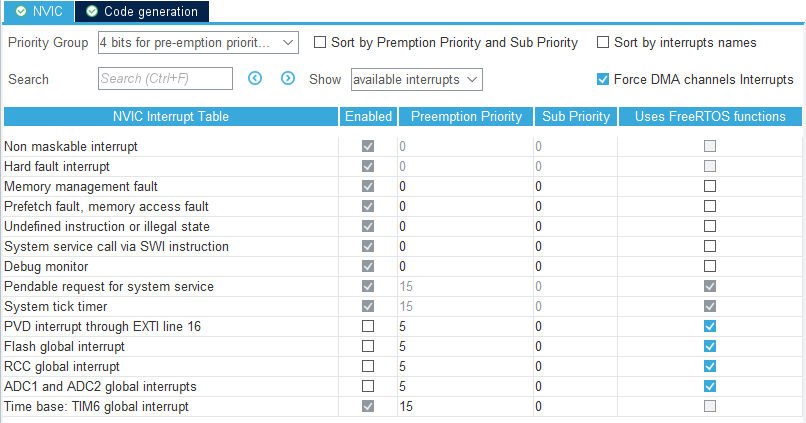 NVIC Code generation
Priority Group 4 bits for pre-emption priorit... Sort by Premption Priority and Sub Priority Sort by interrupts names
Search Search (Ctrl+F) Show available interrupts Force DMA channels Interrupts
NVIC Interrupt Table Enabled Preemption Priority Sub Priority Uses FreeRTOS functions
Non maskable interrupt 0 0
Hard fault interrupt 0 0
Memory management fault 0 0
Prefetch fault, memory access fault 0 0
Undefined instruction or illegal state 0 0
System service call via SWI instruction 0 0
Debug monitor 0 0
Pendable request for system service 15 0
System tick timer 15 0
PVD interrupt through EXTI line 16 5 0
Flash global interrupt 5 0
RCC global interrupt 5 0
ADC1 and ADC2 global interrupts 5 0
Time base: TIM6 global interrupt 15 0